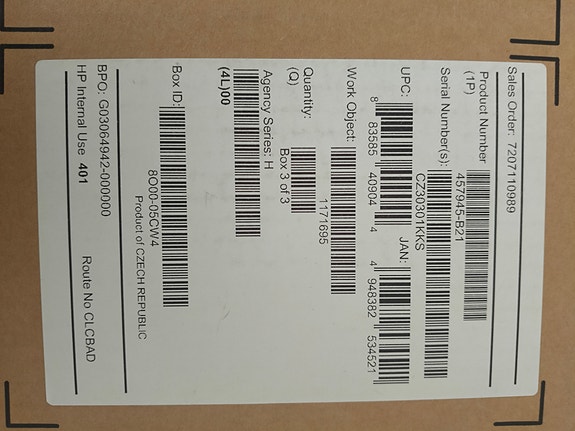 Sales Order: 7207110989
Product Number
(1P)
457945-B21
Serial Number(s):
CZ30301KKS
UPC:
8 83585 40904 4
JAN:
4 948382 534521
Work Object:
1171695
Quantity:
(Q)
Box 3 of 3
Agency Series: H
(4L)00
Box ID:
8O00-05CW4
Product of CZECH REPUBLIC
BPO: G03064942-000000
HP Internal Use 401
Route No CLCBAD